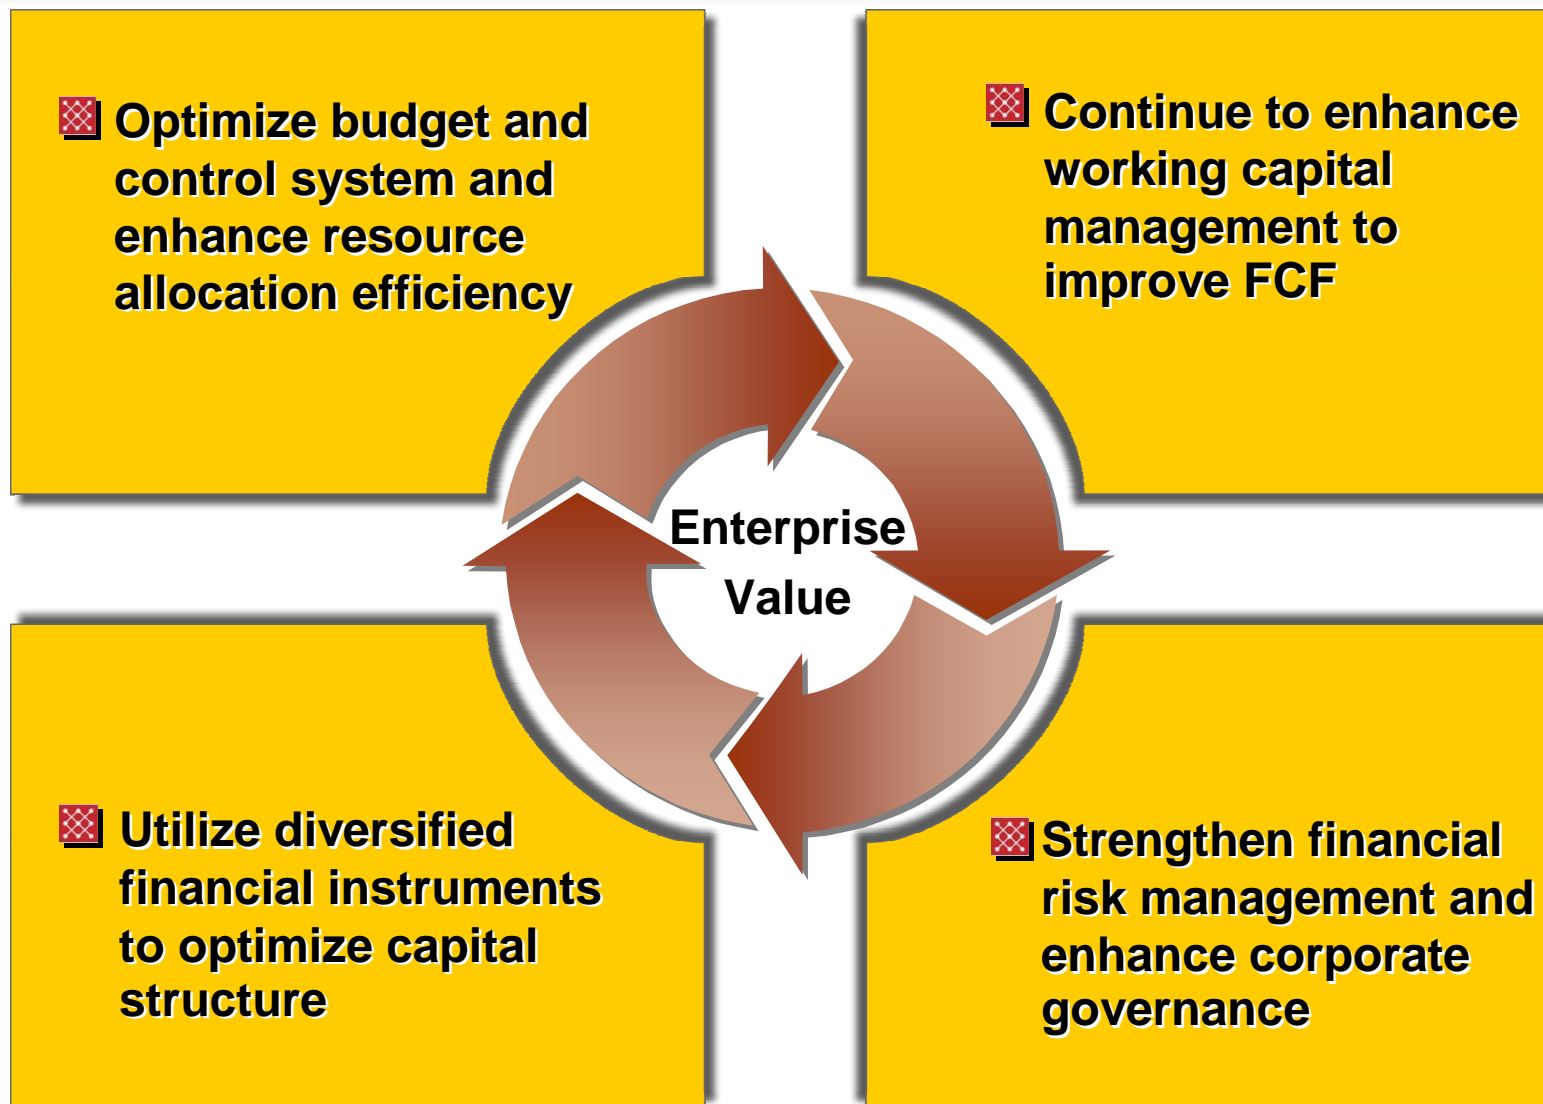 Optimize budget and
control system and
enhance resource
allocation efficiency
Continue to enhance
working capital
management to
improve FCF
Enterprise
Value
Utilize diversified
financial instruments
to optimize capital
structure
Strengthen financial
risk management and
enhance corporate
governance